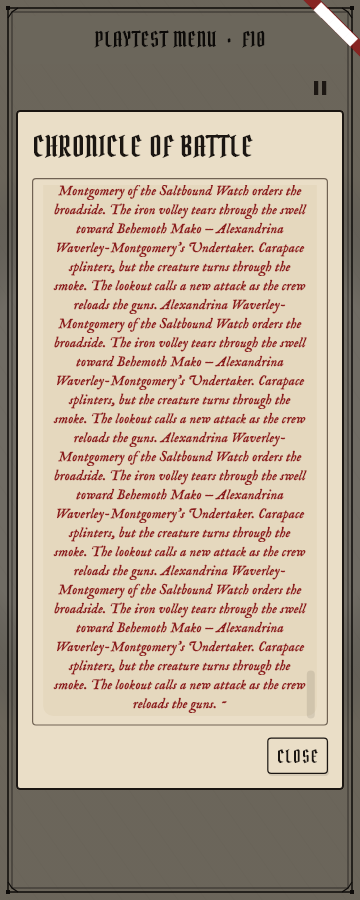 PLAYTEST MENU · F10
CHRONICLE OF BATTLE
Montgomery of the Saltbound Watch orders the
broadside. The iron volley tears through the swell
toward Behemoth Mako — Alexandrina
Waverley-Montgomery's Undertaker. Carapace
splinters, but the creature turns through the
smoke. The lookout calls a new attack as the crew
reloads the guns. Alexandrina Waverley-
Montgomery of the Saltbound Watch orders the
broadside. The iron volley tears through the swell
toward Behemoth Mako — Alexandrina
Waverley-Montgomery's Undertaker. Carapace
splinters, but the creature turns through the
smoke. The lookout calls a new attack as the crew
reloads the guns. Alexandrina Waverley-
Montgomery of the Saltbound Watch orders the
broadside. The iron volley tears through the swell
toward Behemoth Mako — Alexandrina
Waverley-Montgomery's Undertaker. Carapace
splinters, but the creature turns through the
smoke. The lookout calls a new attack as the crew
reloads the guns. Alexandrina Waverley-
Montgomery of the Saltbound Watch orders the
broadside. The iron volley tears through the swell
toward Behemoth Mako — Alexandrina
Waverley-Montgomery's Undertaker. Carapace
splinters, but the creature turns through the
smoke. The lookout calls a new attack as the crew
reloads the guns. ~
CLOSE